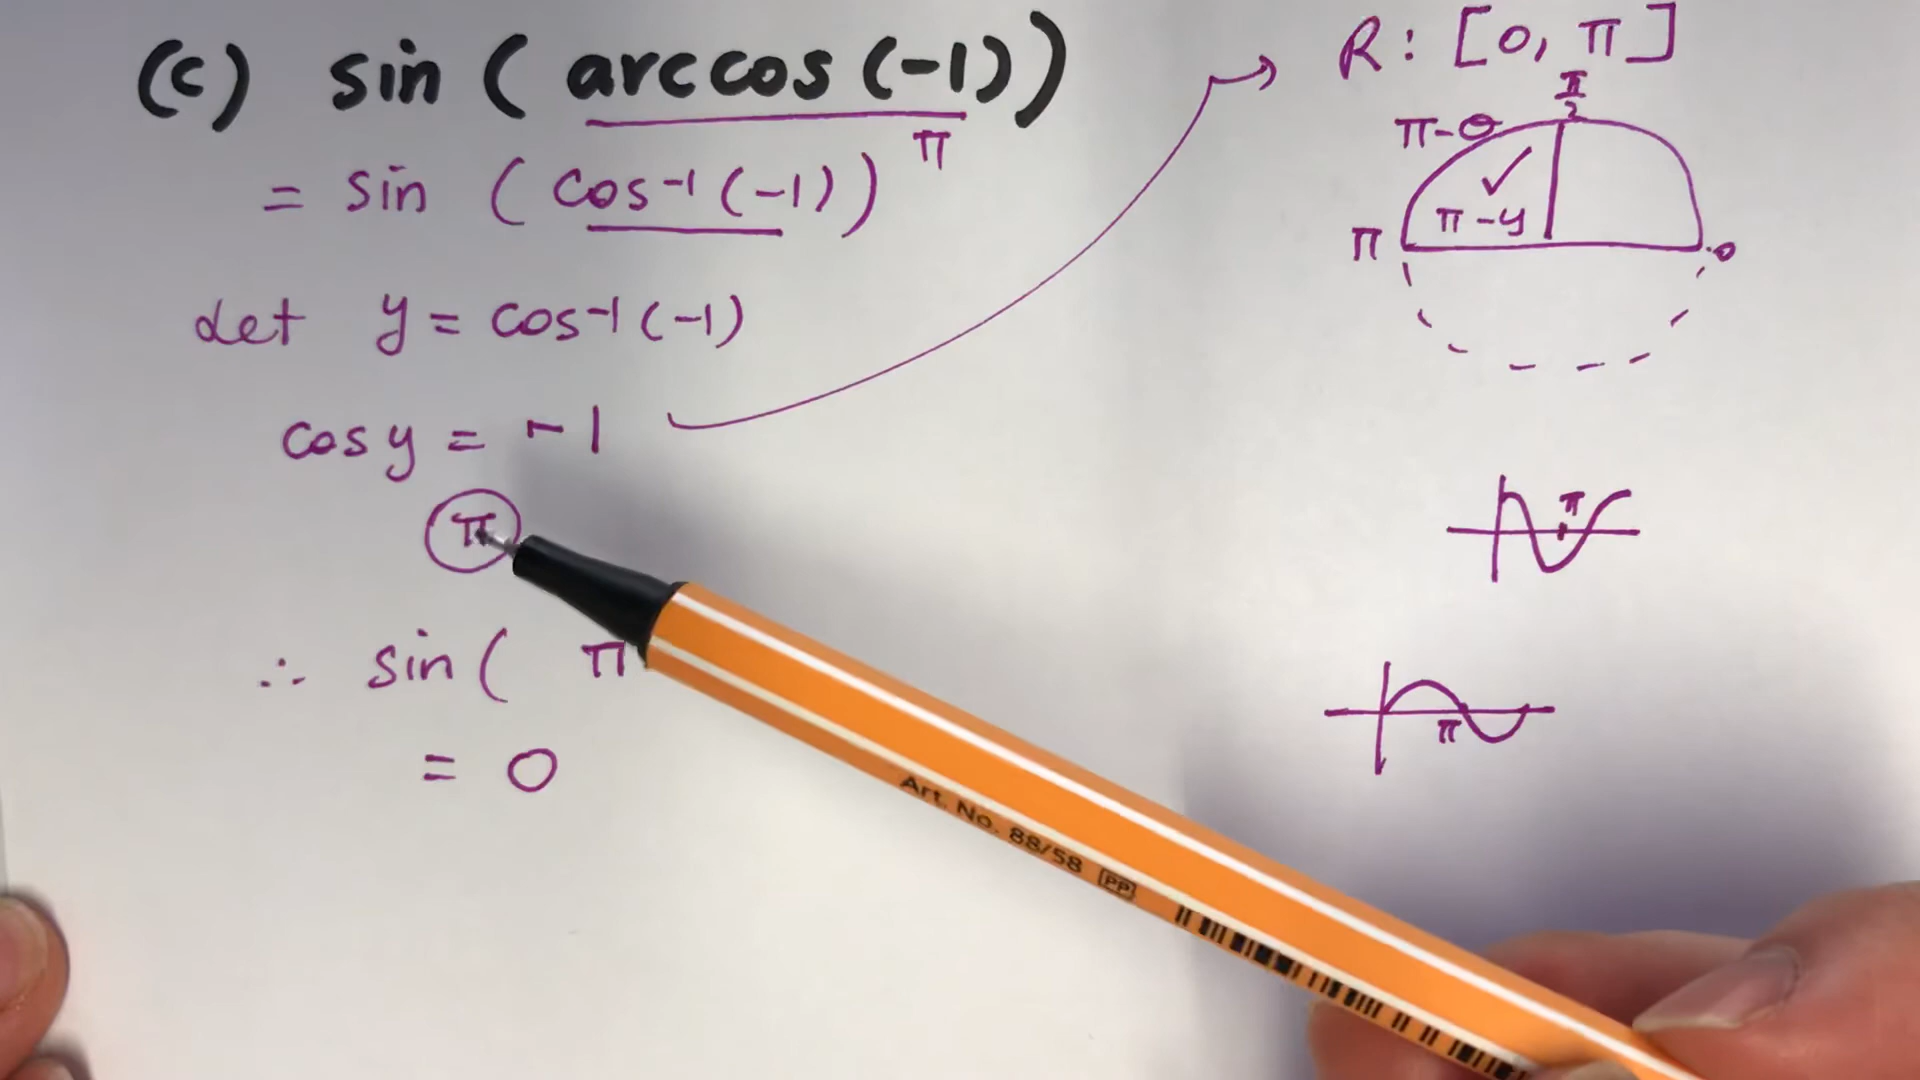 (c) sin ( arccos (-1))
π
= sin ( cos⁻¹ (-1))
Let y = cos⁻¹ (-1)
cos y = -1
π
∴ sin ( π
= 0
R : [0, π]
π/2
π-θ
✓
π-y
π
0
π
π
Art. No. 88/58 PP